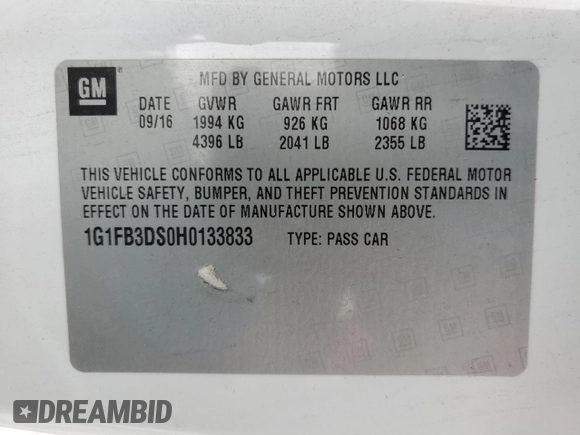 GM
MFD BY GENERAL MOTORS LLC
DATE GVWR GAWR FRT GAWR RR
09/16 1994 KG 926 KG 1068 KG
4396 LB 2041 LB 2355 LB
THIS VEHICLE CONFORMS TO ALL APPLICABLE U.S. FEDERAL MOTOR
VEHICLE SAFETY, BUMPER, AND THEFT PREVENTION STANDARDS IN
EFFECT ON THE DATE OF MANUFACTURE SHOWN ABOVE.
1G1FB3DS0H0133833 TYPE: PASS CAR
DREAMBID